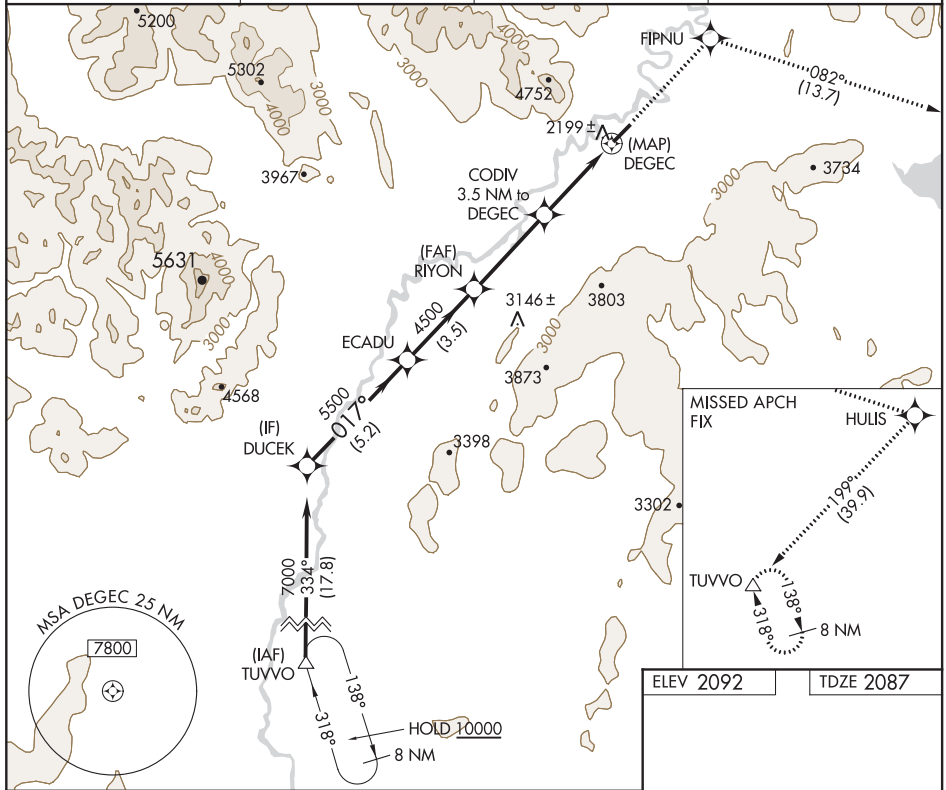 5200
5302
4000
3000
4000
3000
4752
FIPNU
082°
(13.7)
2199 ±
(MAP)
DEGEC
3967
3000
3734
CODIV
3.5 NM to
DEGEC
(FAF)
RIYON
5631
4000
3000
4500
(3.5)
3146 ±
3000
3803
ECADU
3873
4568
5500
017°
(5.2)
(IF)
DUCEK
3398
3302
MISSED APCH
FIX
HULIS
199°
(39.9)
TUVVO
138°
318°
8 NM
7000
334°
(17.8)
MSA DEGEC 25 NM
7800
(IAF)
TUVVO
138°
318°
HOLD 10000
8 NM
ELEV 2092
TDZE 2087